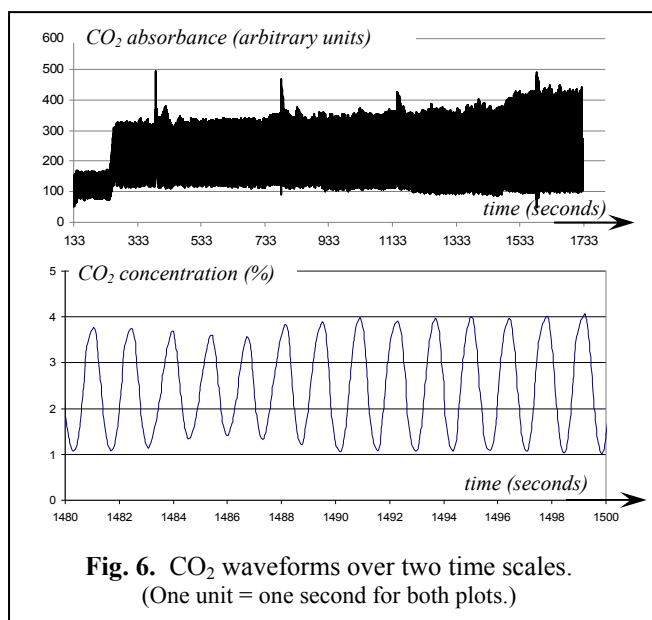 CO2 absorbance (arbitrary units)
600
500
400
300
200
100
0
time (seconds)
133 333 533 733 933 1133 1333 1533 1733
CO2 concentration (%)
5
4
3
2
1
0
time (seconds)
1480 1482 1484 1486 1488 1490 1492 1494 1496 1498 1500
Fig. 6. CO2 waveforms over two time scales.
(One unit = one second for both plots.)